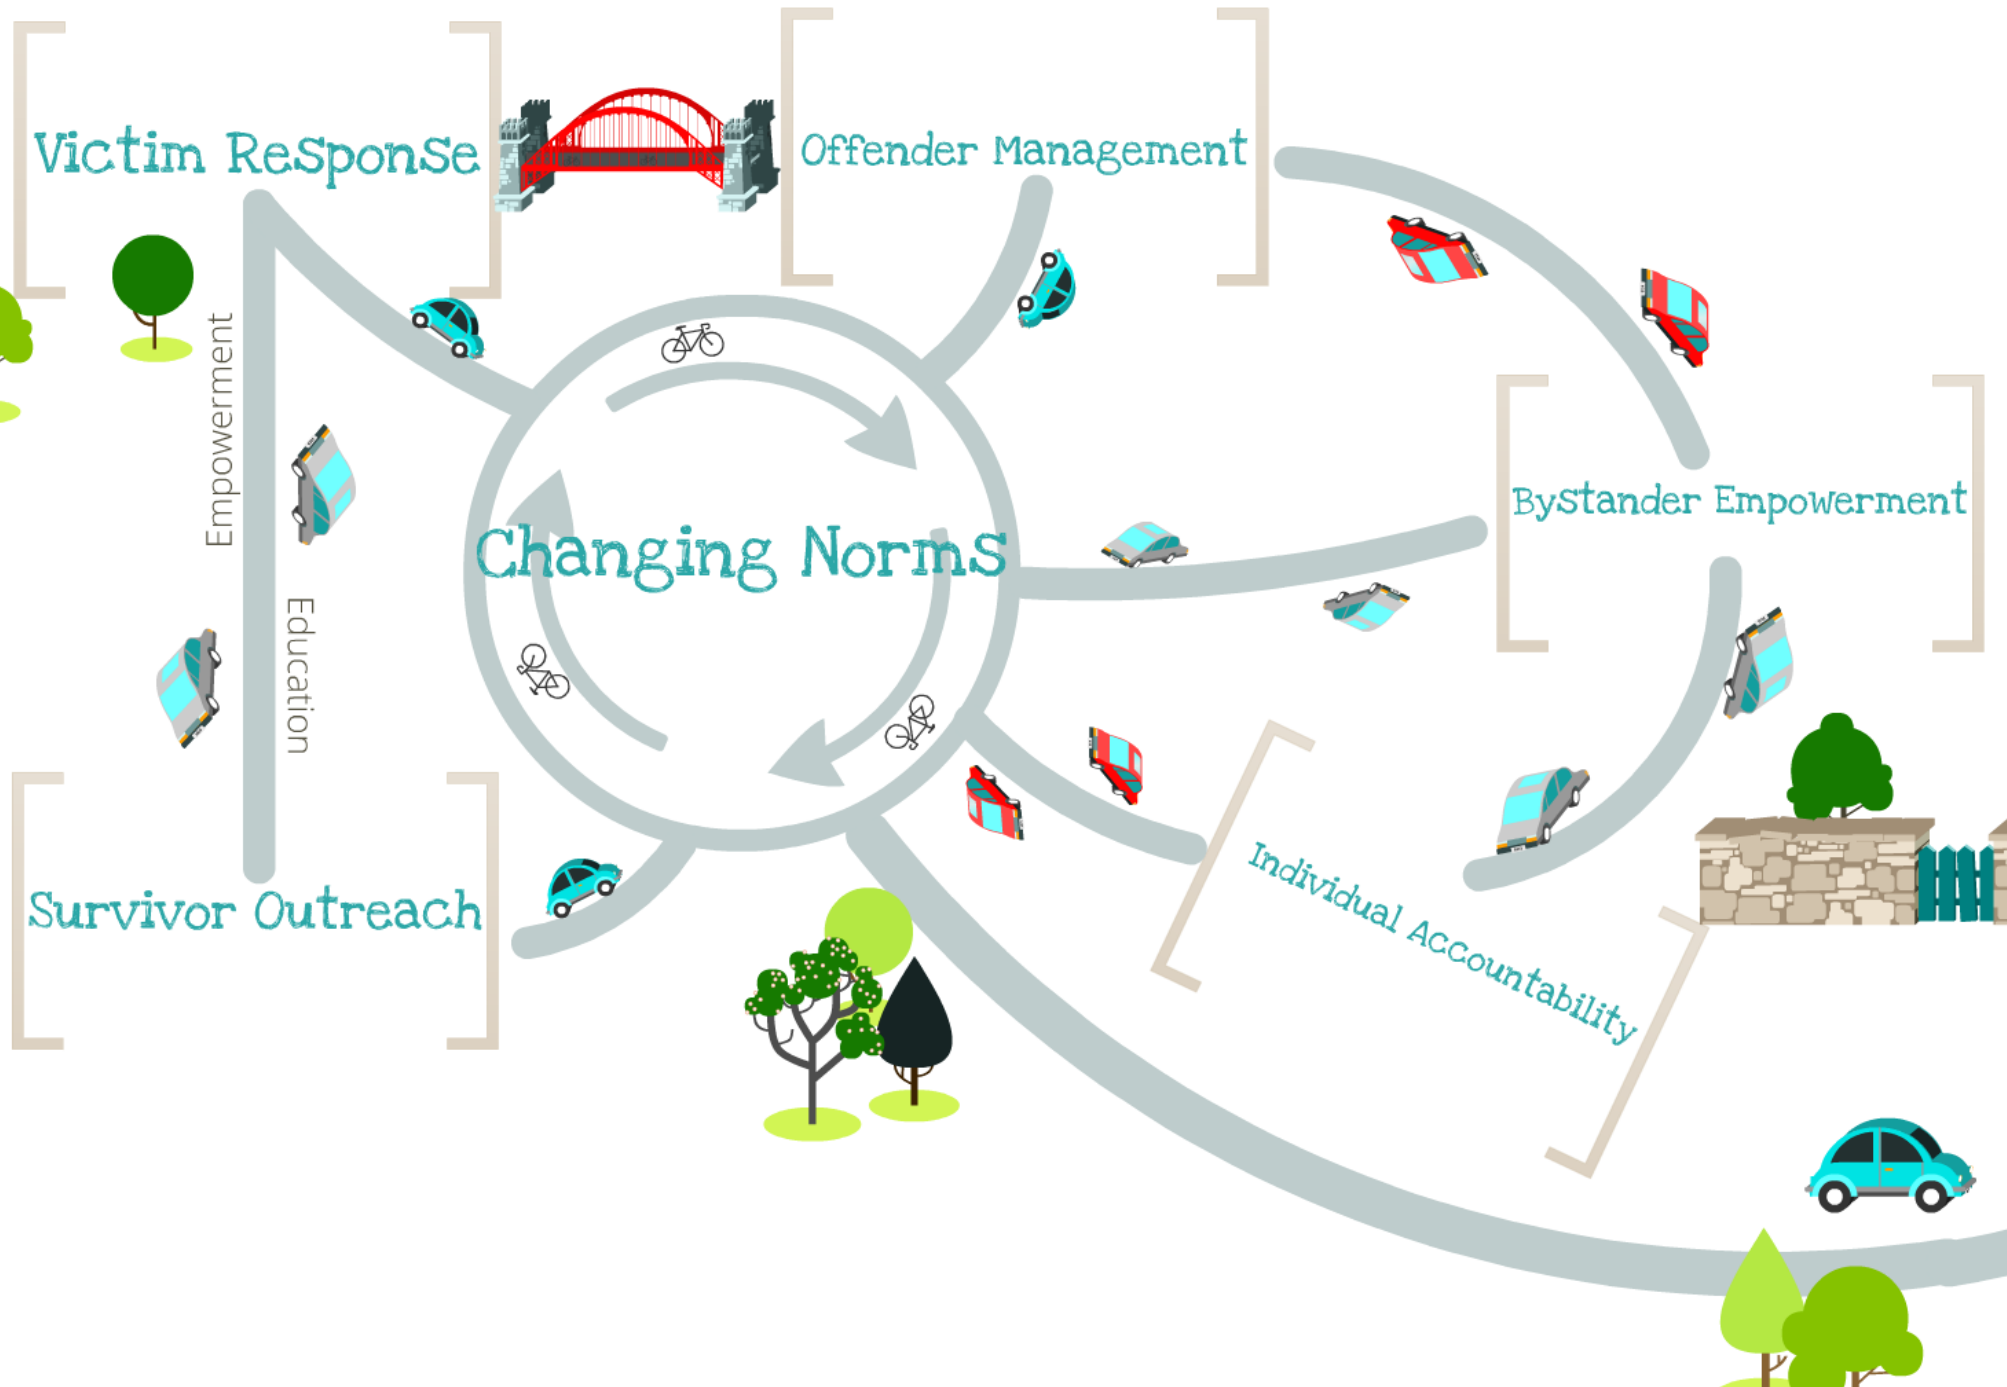 Victim Response
Offender Management
Empowerment
Education
Changing Norms
Bystander Empowerment
Survivor Outreach
Individual Accountability